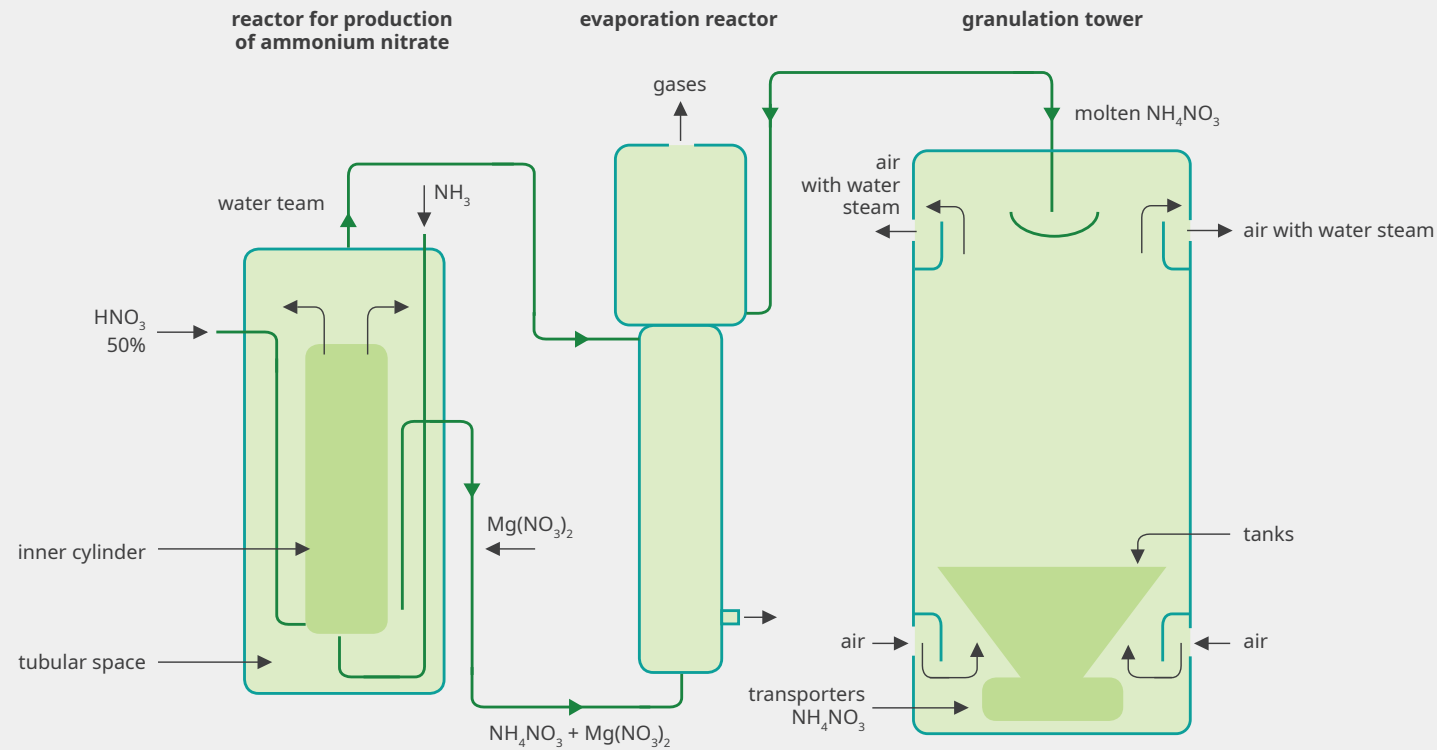 reactor for production
of ammonium nitrate
evaporation reactor
granulation tower
gases
molten NH₄NO₃
air
with water
steam
water team
NH₃
air with water steam
HNO₃
50%
Mg(NO₃)₂
inner cylinder
tanks
air
air
tubular space
transporters
NH₄NO₃
NH₄NO₃ + Mg(NO₃)₂